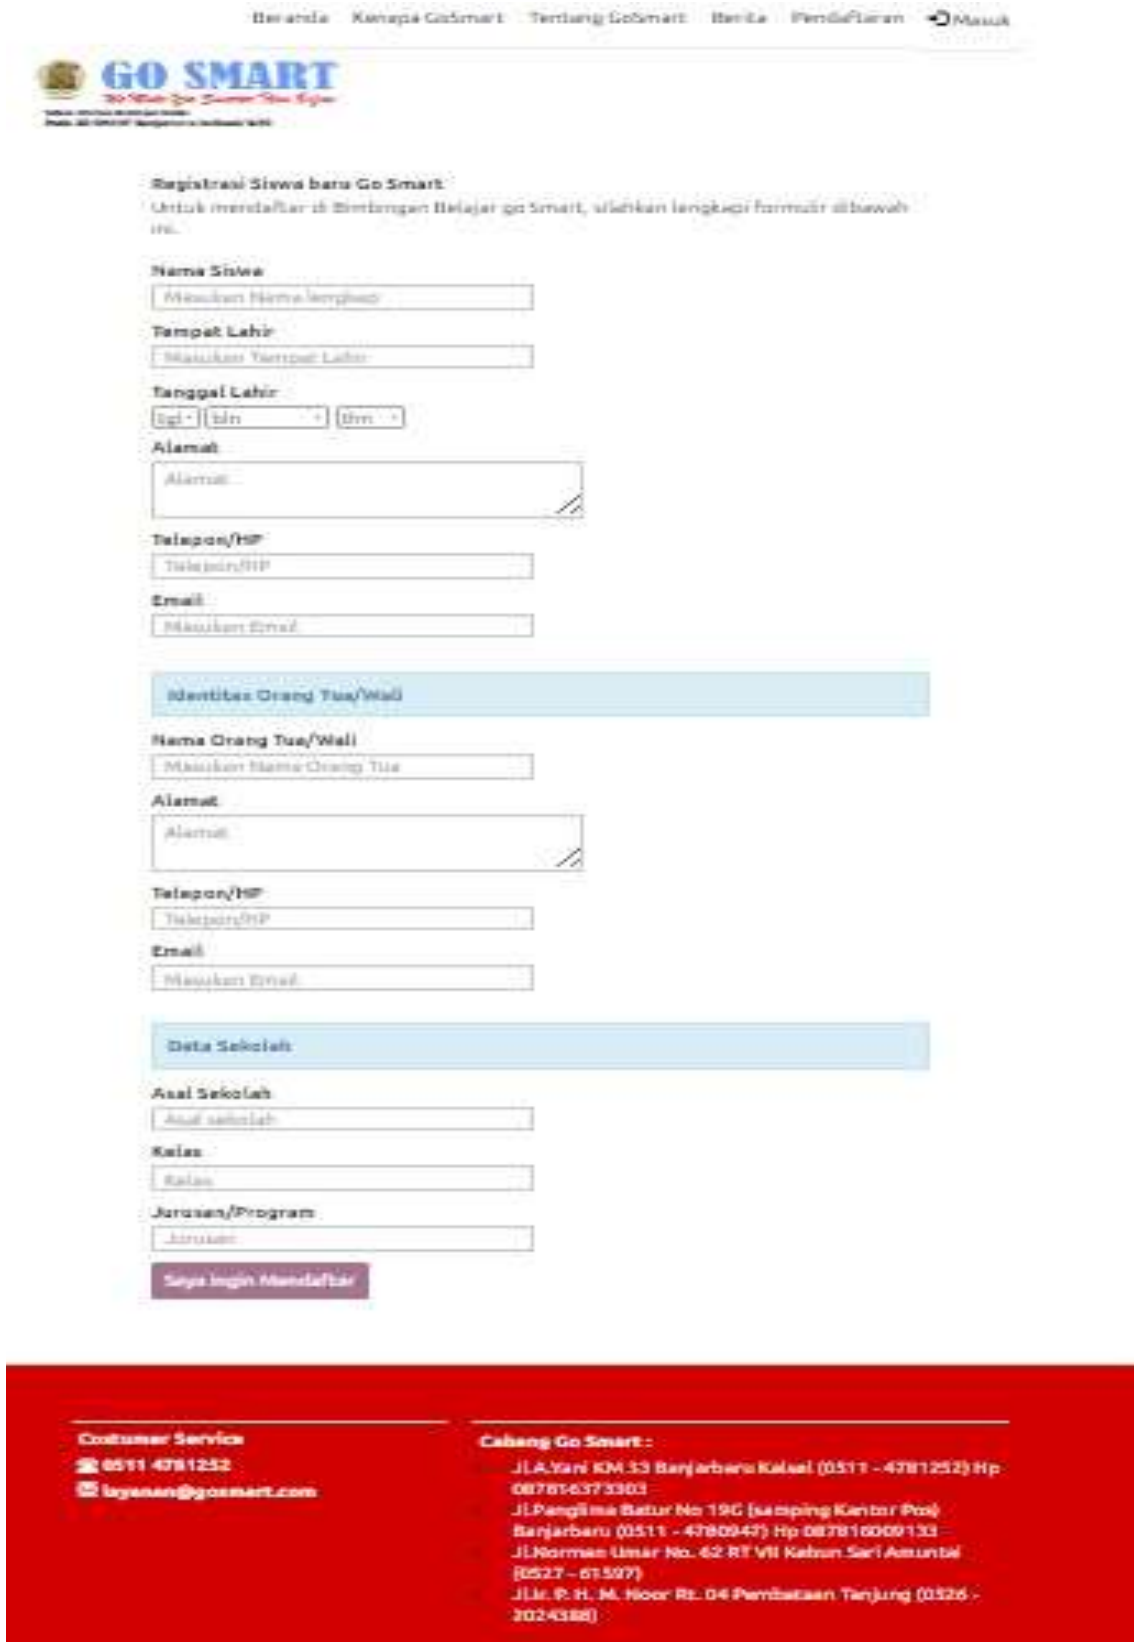 Beranda Kenapa GoSmart Tentang GoSmart Berita Pendaftaran Masuk
GO SMART
Registrasi Siswa baru Go Smart
Untuk mendaftar di Bimbingan Belajar go Smart, silahkan lengkapi formulir dibawah
ini.
Nama Siswa
Masukan Nama lengkap
Tempat Lahir
Masukan Tempat Lahir
Tanggal Lahir
tgl bln thn
Alamat
Alamat
Telepon/HP
Telepon/HP
Email
Masukan Email
Identitas Orang Tua/Wali
Nama Orang Tua/Wali
Masukan Nama Orang Tua
Alamat
Alamat
Telepon/HP
Telepon/HP
Email
Masukan Email
Data Sekolah
Asal Sekolah
Asal sekolah
Kelas
Kelas
Jurusan/Program
Jurusan
Saya ingin Mendaftar
Costumer Service
0511 4781252
layanan@gosmart.com
Cabang Go Smart :
Jl.A.Yani KM.33 Banjarbaru Kalsel (0511 - 4781252) Hp
087816373303
Jl.Panglima Batur No 19C (samping Kantor Pos)
Banjarbaru (0511 - 4780947) Hp 087816009133
Jl.Norman Umar No. 62 RT VII Kebun Sari Amuntai
(0527 - 61597)
Jl.Ir. P. H. M. Noor Rt. 04 Pembataan Tanjung (0526 -
2024388)